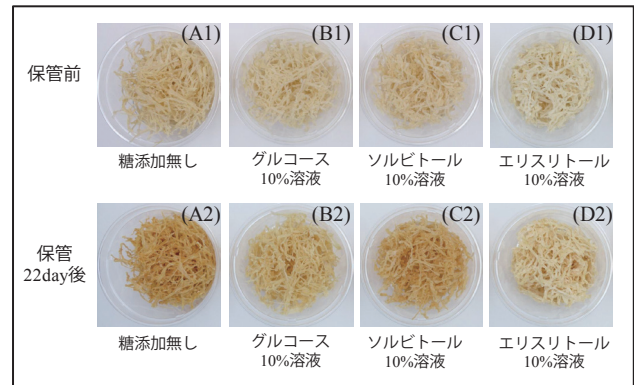 (A1) (B1) (C1) (D1)
保管前
糖添加無し グルコース ソルビトール エリスリトール
10%溶液 10%溶液 10%溶液
(A2) (B2) (C2) (D2)
保管
22day後
糖添加無し グルコース ソルビトール エリスリトール
10%溶液 10%溶液 10%溶液